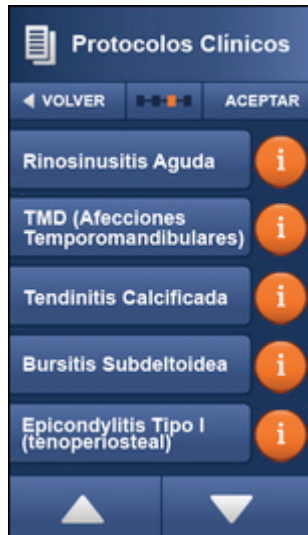 Protocolos Clínicos
VOLVER
ACEPTAR
Rinosinusitis Aguda
i
TMD (Afecciones
Temporomandibulares)
i
Tendinitis Calcificada
i
Bursitis Subdeltoidea
i
Epicondylitis Tipo I
(tenoperiosteal)
i